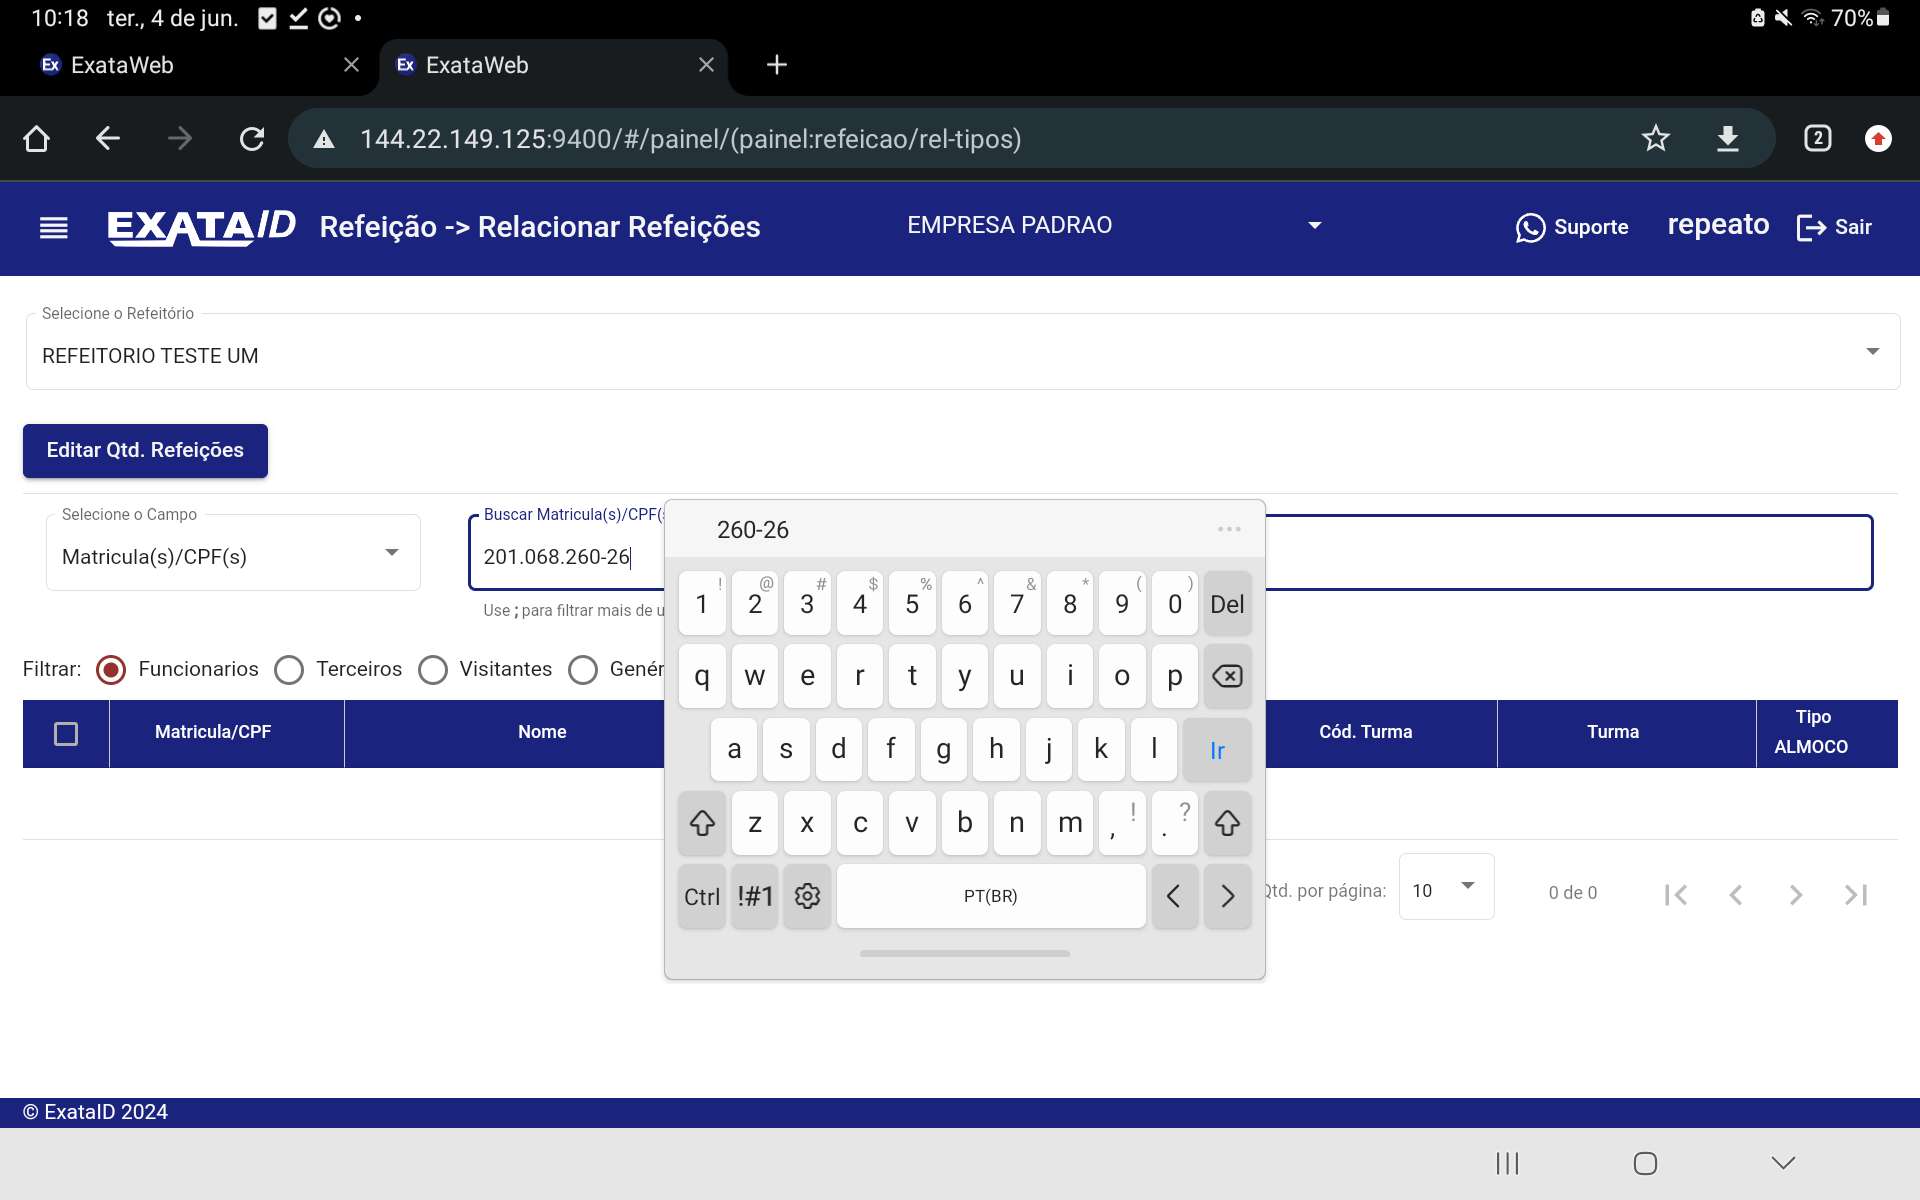 10:18 ter., 4 de jun. 70%
Ex ExataWeb Ex ExataWeb
144.22.149.125:9400/#/painel/(painel:refeicao/rel-tipos) 2
EXATAID Refeição -> Relacionar Refeições EMPRESA PADRAO Suporte repeato Sair
Selecione o Refeitório
REFEITORIO TESTE UM
Editar Qtd. Refeições
Selecione o Campo
Matricula(s)/CPF(s)
Buscar Matricula(s)/CPF(s
201.068.260-26
Use ; para filtrar mais de u
260-26
! @ # $ % ^ & * ( )
1 2 3 4 5 6 7 8 9 0 Del
q w e r t y u i o p
a s d f g h j k l Ir
z x c v b n m , ! . ?
Ctrl !#1 PT(BR) < >
Filtrar: Funcionarios Terceiros Visitantes Genér
Matricula/CPF Nome Cód. Turma Turma Tipo
ALMOCO
Qtd. por página: 10 0 de 0
© ExataID 2024